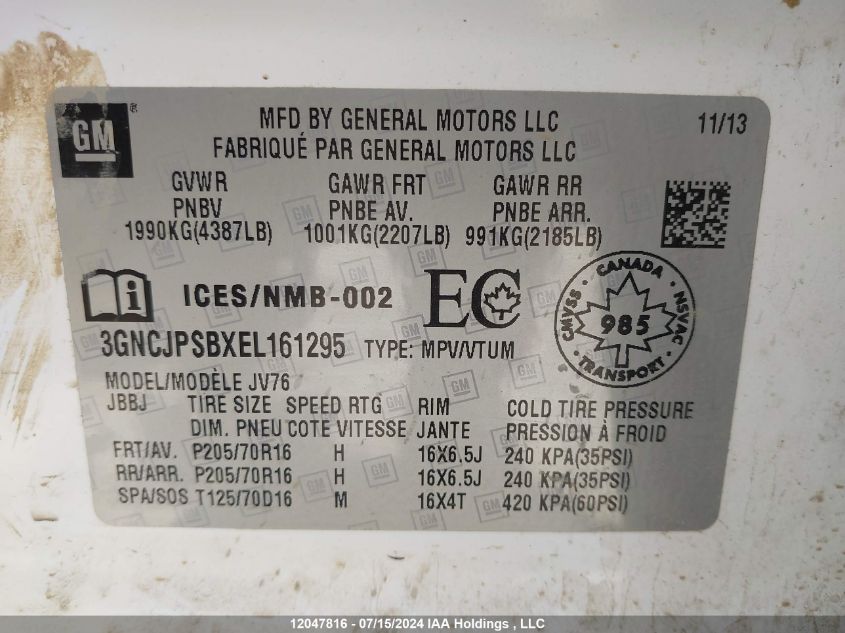 GM ®
MFD BY GENERAL MOTORS LLC 11/13
FABRIQUÉ PAR GENERAL MOTORS LLC
GVWR GAWR FRT GAWR RR
PNBV PNBE AV. PNBE ARR.
1990KG(4387LB) 1001KG(2207LB) 991KG(2185LB)
i ICES/NMB-002 EC
CANADA
CMVSS 985 NSVAC
TRANSPORT
3GNCJPSBXEL161295 TYPE: MPV/VTUM
MODEL/MODÈLE JV76
JBBJ TIRE SIZE SPEED RTG RIM COLD TIRE PRESSURE
DIM. PNEU COTE VITESSE JANTE PRESSION À FROID
FRT/AV. P205/70R16 H 16X6.5J 240 KPA(35PSI)
RR/ARR. P205/70R16 H 16X6.5J 240 KPA(35PSI)
SPA/SOS T125/70D16 M 16X4T 420 KPA(60PSI)
12047816 - 07/15/2024 IAA Holdings , LLC